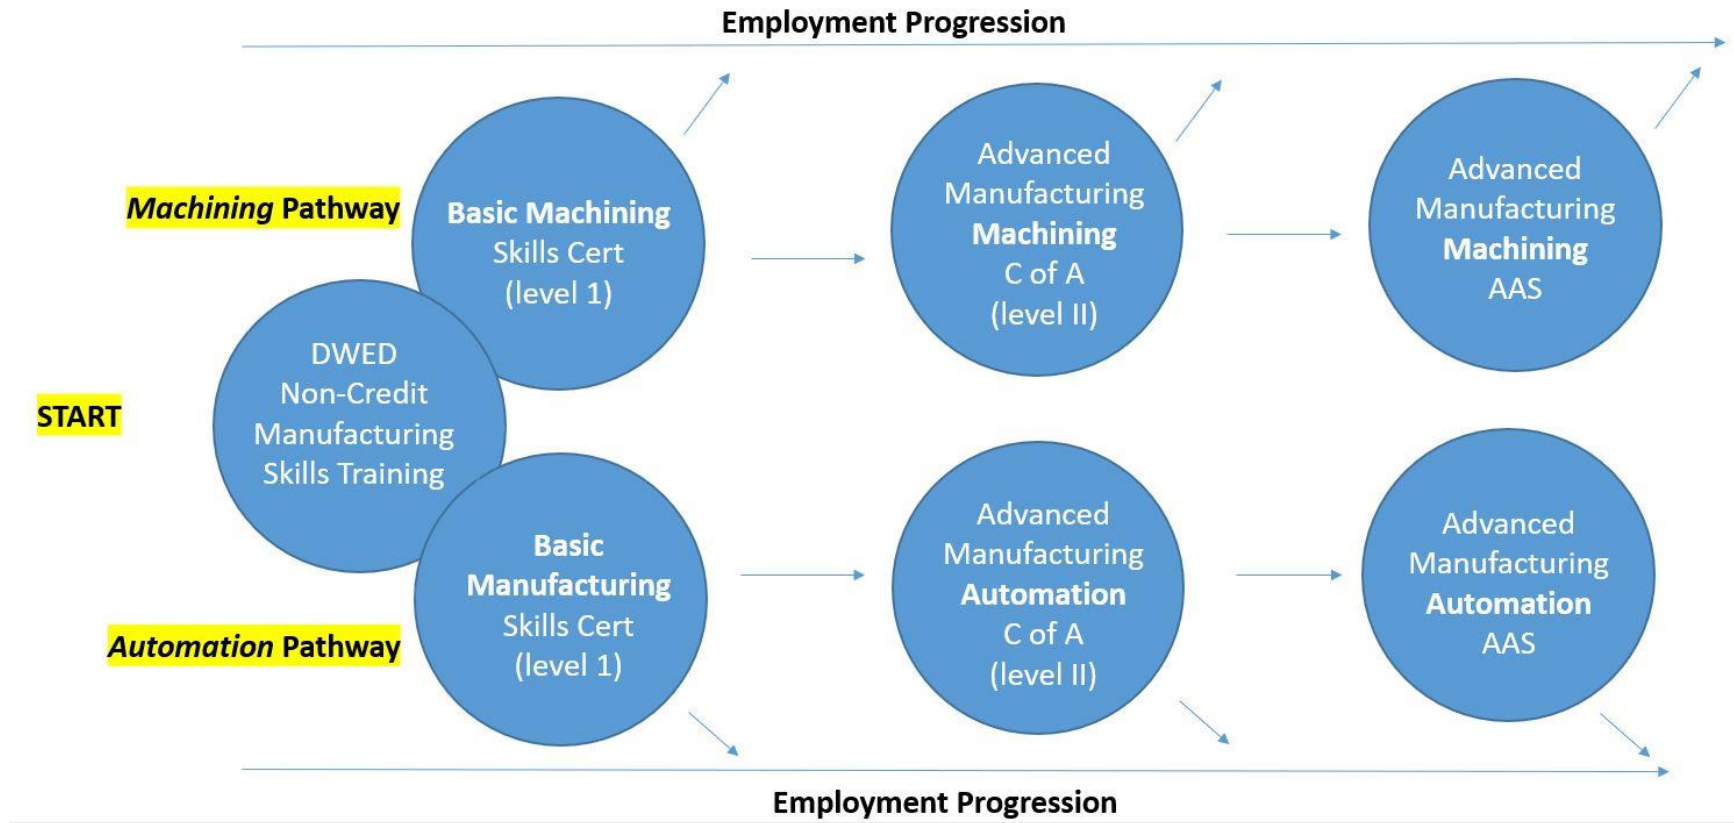 Employment Progression
Machining Pathway
Basic Machining
Skills Cert
(level 1)
Advanced
Manufacturing
Machining
C of A
(level II)
Advanced
Manufacturing
Machining
AAS
START
DWED
Non-Credit
Manufacturing
Skills Training
Automation Pathway
Basic
Manufacturing
Skills Cert
(level 1)
Advanced
Manufacturing
Automation
C of A
(level II)
Advanced
Manufacturing
Automation
AAS
Employment Progression